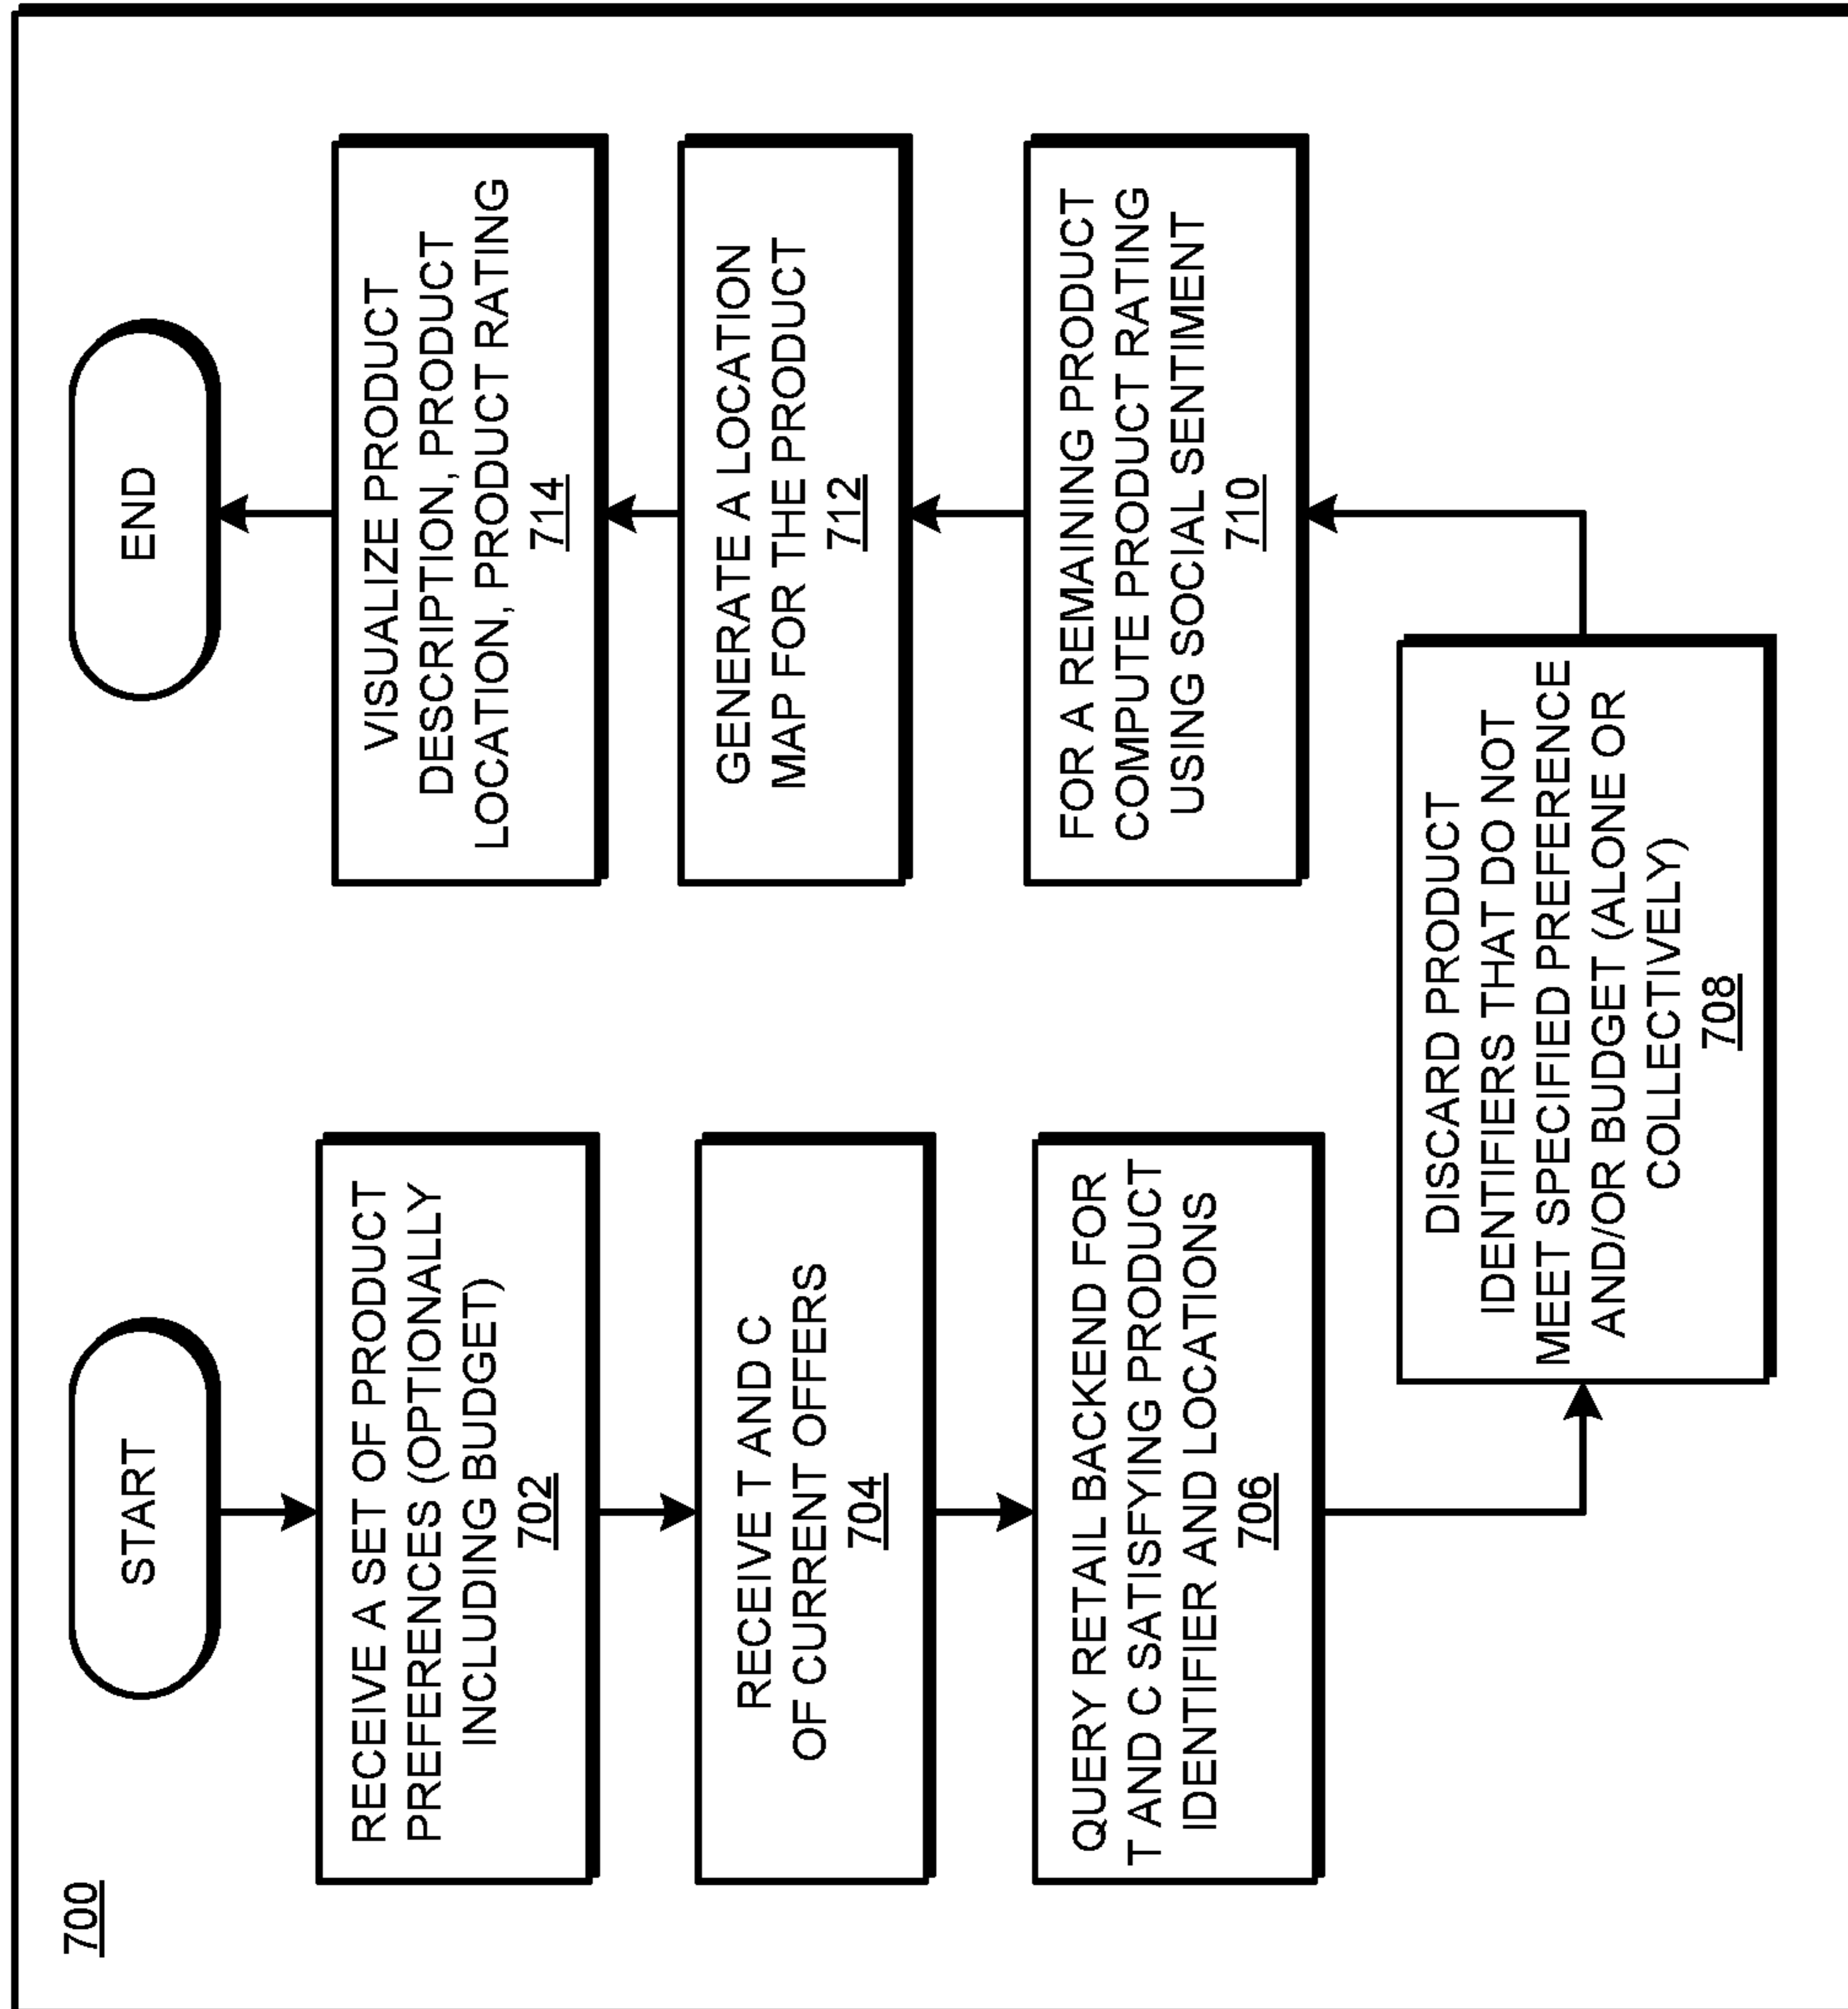 700
START
RECEIVE A SET OF PRODUCT
PREFERENCES (OPTIONALLY
INCLUDING BUDGET)
702
RECEIVE T AND C
OF CURRENT OFFERS
704
QUERY RETAIL BACKEND FOR
T AND C SATISFYING PRODUCT
IDENTIFIER AND LOCATIONS
706
DISCARD PRODUCT
IDENTIFIERS THAT DO NOT
MEET SPECIFIED PREFERENCE
AND/OR BUDGET (ALONE OR
COLLECTIVELY)
708
FOR A REMAINING PRODUCT
COMPUTE PRODUCT RATING
USING SOCIAL SENTIMENT
710
GENERATE A LOCATION
MAP FOR THE PRODUCT
712
VISUALIZE PRODUCT
DESCRIPTION, PRODUCT
LOCATION, PRODUCT RATING
714
END